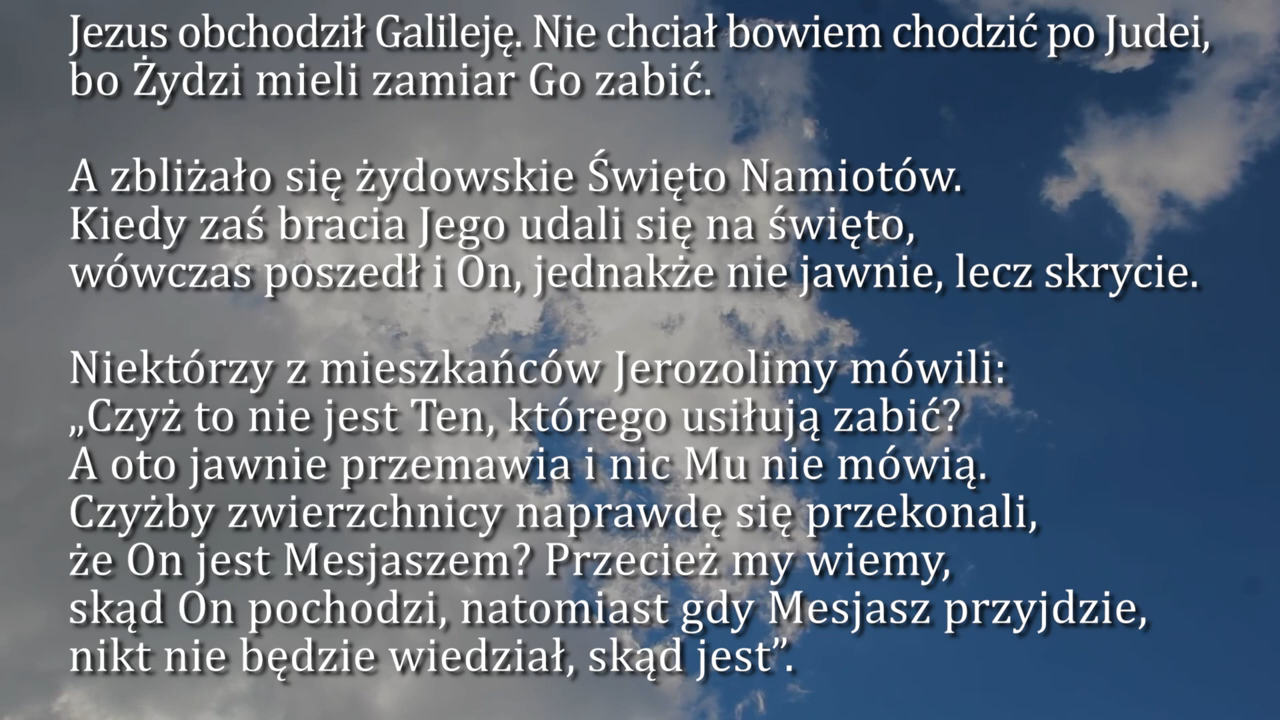 Jezus obchodził Galileję. Nie chciał bowiem chodzić po Judei,
bo Żydzi mieli zamiar Go zabić.
A zbliżało się żydowskie Święto Namiotów.
Kiedy zaś bracia Jego udali się na święto,
wówczas poszedł i On, jednakże nie jawnie, lecz skrycie.
Niektórzy z mieszkańców Jerozolimy mówili:
„Czyż to nie jest Ten, którego usiłują zabić?
A oto jawnie przemawia i nic Mu nie mówią.
Czyżby zwierzchnicy naprawdę się przekonali,
że On jest Mesjaszem? Przecież my wiemy,
skąd On pochodzi, natomiast gdy Mesjasz przyjdzie,
nikt nie będzie wiedział, skąd jest”.